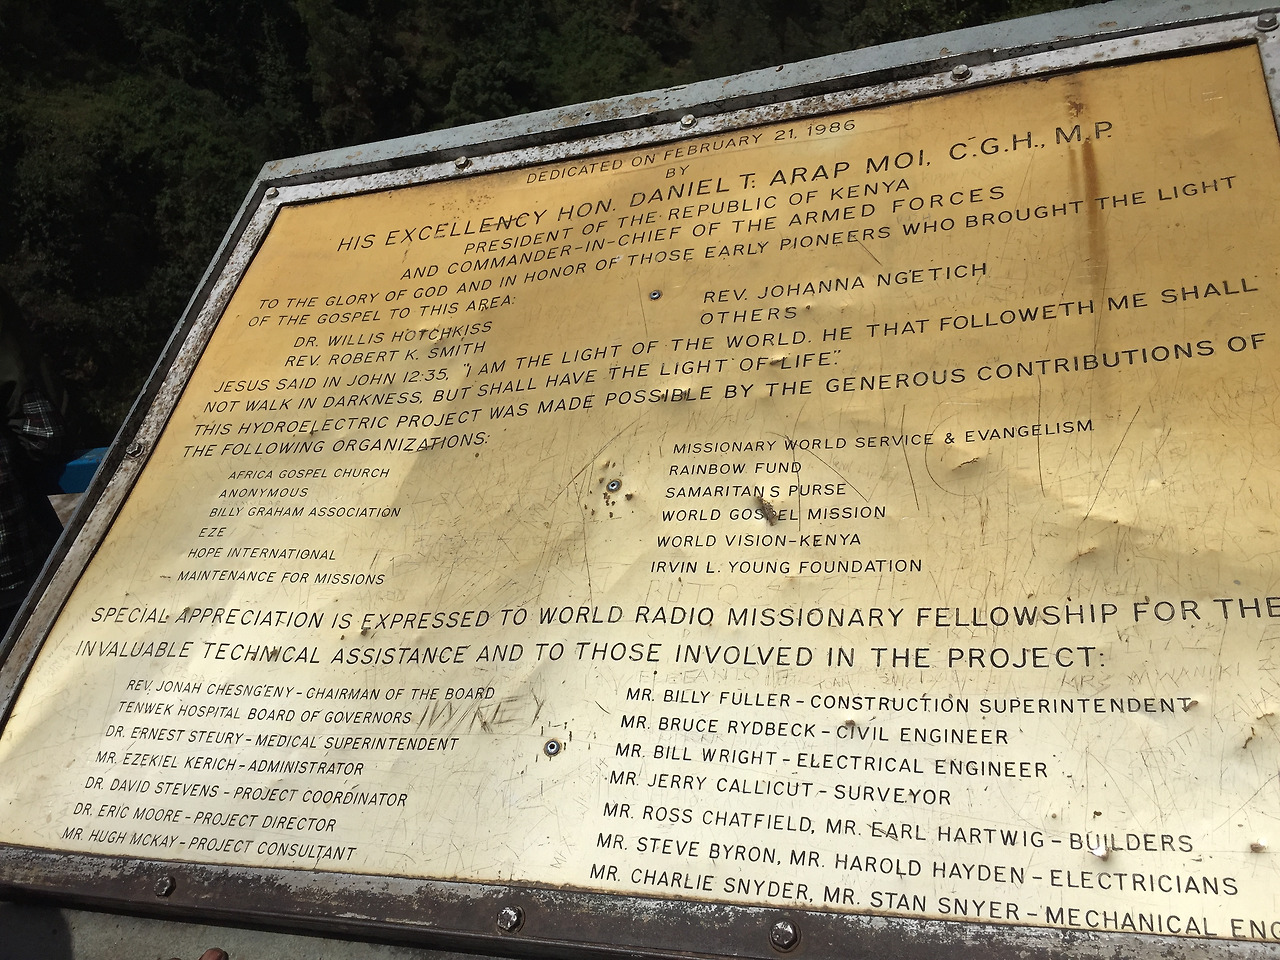 DEDICATED ON FEBRUARY 21, 1986
BY
HIS EXCELLENCY HON. DANIEL T. ARAP MOI, C.G.H., M.P.
PRESIDENT OF THE REPUBLIC OF KENYA
AND COMMANDER-IN-CHIEF OF THE ARMED FORCES
TO THE GLORY OF GOD AND IN HONOR OF THOSE EARLY PIONEERS WHO BROUGHT THE LIGHT
OF THE GOSPEL TO THIS AREA:
DR. WILLIS HOTCHKISS
REV. ROBERT K. SMITH
REV. JOHANNA NG'ETICH
OTHERS
JESUS SAID IN JOHN 12:35, "I AM THE LIGHT OF THE WORLD. HE THAT FOLLOWETH ME SHALL
NOT WALK IN DARKNESS, BUT SHALL HAVE THE LIGHT OF LIFE."
THIS HYDROELECTRIC PROJECT WAS MADE POSSIBLE BY THE GENEROUS CONTRIBUTIONS OF
THE FOLLOWING ORGANIZATIONS:
AFRICA GOSPEL CHURCH
ANONYMOUS
BILLY GRAHAM ASSOCIATION
EZE
HOPE INTERNATIONAL
MAINTENANCE FOR MISSIONS
MISSIONARY WORLD SERVICE & EVANGELISM
RAINBOW FUND
SAMARITAN'S PURSE
WORLD GOSPEL MISSION
WORLD VISION-KENYA
IRVIN L. YOUNG FOUNDATION
SPECIAL APPRECIATION IS EXPRESSED TO WORLD RADIO MISSIONARY FELLOWSHIP FOR THE
INVALUABLE TECHNICAL ASSISTANCE AND TO THOSE INVOLVED IN THE PROJECT:
REV. JONAH CHESNG'ENY - CHAIRMAN OF THE BOARD
TENWEK HOSPITAL BOARD OF GOVERNORS
DR. ERNEST STEURY - MEDICAL SUPERINTENDENT
MR. EZEKIEL KERICH - ADMINISTRATOR
DR. DAVID STEVENS - PROJECT COORDINATOR
DR. ERIC MOORE - PROJECT DIRECTOR
MR. HUGH MCKAY - PROJECT CONSULTANT
MR. BILLY FULLER - CONSTRUCTION SUPERINTENDENT
MR. BRUCE RYDBECK - CIVIL ENGINEER
MR. BILL WRIGHT - ELECTRICAL ENGINEER
MR. JERRY CALLICUT - SURVEYOR
MR. ROSS CHATFIELD, MR. EARL HARTWIG - BUILDERS
MR. STEVE BYRON, MR. HAROLD HAYDEN - ELECTRICIANS
MR. CHARLIE SNYDER, MR. STAN SNYER - MECHANICAL ENG